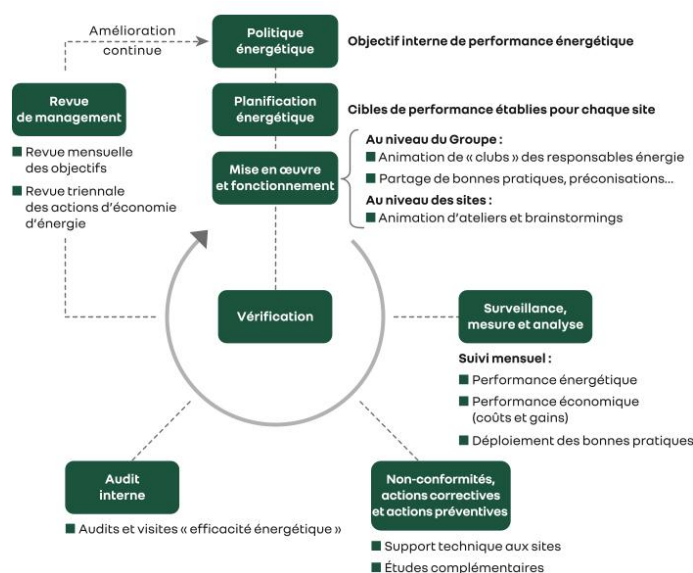 Amélioration
continue
Politique
énergétique
Objectif interne de performance énergétique
Revue
de management
Revue mensuelle
des objectifs
Revue triennale
des actions d’économie
d’énergie
Planification
énergétique
Cibles de performance établies pour chaque site
Mise en œuvre
et fonctionnement
Au niveau du Groupe :
Animation de « clubs » des responsables énergie
Partage de bonnes pratiques, préconisations...
Au niveau des sites :
Animation d’ateliers et brainstormings
Vérification
Surveillance,
mesure et analyse
Suivi mensuel :
Performance énergétique
Performance économique
(coûts et gains)
Déploiement des bonnes pratiques
Audit
interne
Audits et visites « efficacité énergétique »
Non-conformités,
actions correctives
et actions préventives
Support technique aux sites
Études complémentaires